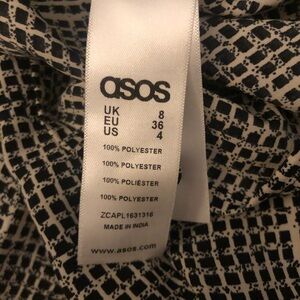 asos
UK 8
EU 36
US 4
100% POLYESTER
100% POLYESTER
100% POLIÉSTER
100% POLYESTER
ZCAPL1631316
MADE IN INDIA
www.asos.com